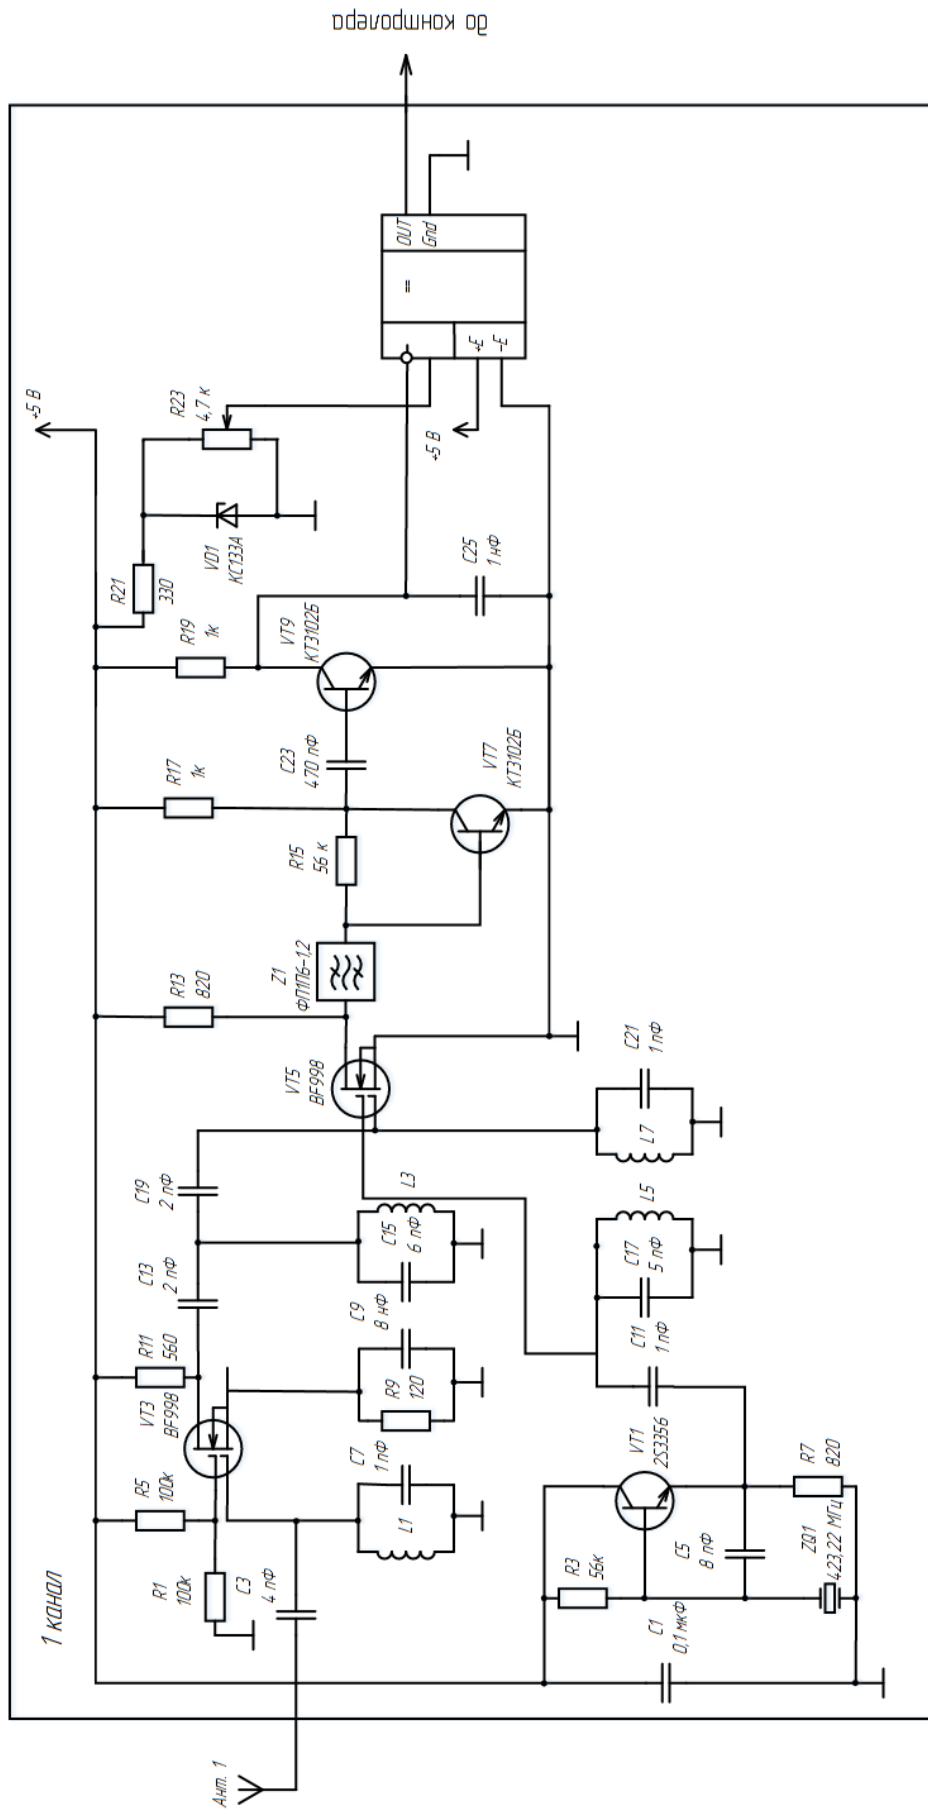 1 канал
Ант. 1
до контролера
+5 В
R1
100к
C3
4 пФ
R5
100к
VT3
BF998
R11
560
C13
2 пФ
C19
2 пФ
L1
C7
1 пФ
R9
120
C9
8 нФ
C15
6 пФ
L3
VT5
BF998
R13
820
Z1
ФП1П6-1,2
R15
56 к
R17
1к
C23
470 пФ
VT7
КТ3102Б
VT9
КТ3102Б
R19
1к
R21
330
VD1
КС133А
R23
4,7 к
C25
1 нФ
+5 В
+E
-E
=
OUT
Gnd
C1
0,1 мкФ
R3
56к
VT1
2S3356
C5
8 пФ
ZQ1
423,22 МГц
R7
820
C11
1 пФ
C17
5 пФ
L5
L7
C21
1 пФ